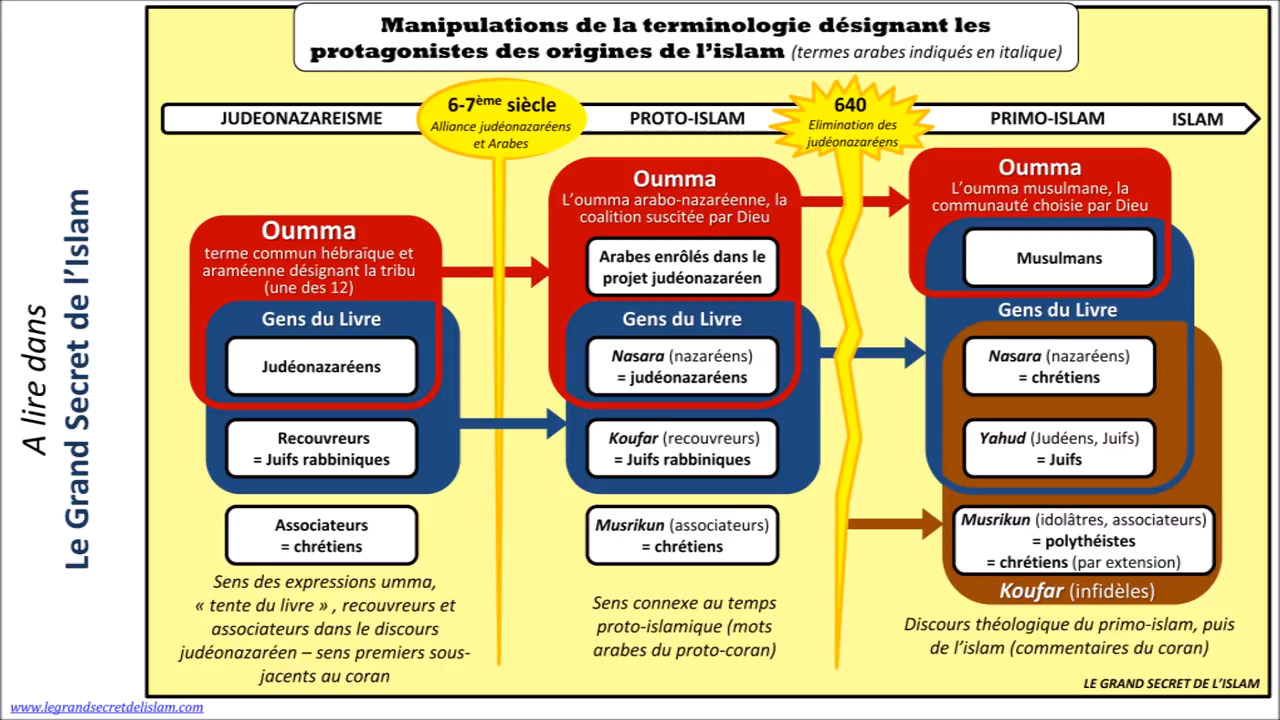 Manipulations de la terminologie désignant les
protagonistes des origines de l'islam (termes arabes indiqués en italique)
A lire dans
Le Grand Secret de l'Islam
JUDEONAZAREISME
6-7ème siècle
Alliance judéonazaréens
et Arabes
PROTO-ISLAM
640
Elimination des
judéonazaréens
PRIMO-ISLAM
ISLAM
Oumma
terme commun hébraïque et
araméenne désignant la tribu
(une des 12)
Gens du Livre
Judéonazaréens
Recouvreurs
= Juifs rabbiniques
Associateurs
= chrétiens
Sens des expressions umma,
« tente du livre » , recouvreurs et
associateurs dans le discours
judéonazaréen – sens premiers sous-
jacents au coran
Oumma
L'oumma arabo-nazaréenne, la
coalition suscitée par Dieu
Arabes enrôlés dans le
projet judéonazaréen
Gens du Livre
Nasara (nazaréens)
= judéonazaréens
Koufar (recouvreurs)
= Juifs rabbiniques
Musrikun (associateurs)
= chrétiens
Sens connexe au temps
proto-islamique (mots
arabes du proto-coran)
Oumma
L'oumma musulmane, la
communauté choisie par Dieu
Musulmans
Gens du Livre
Nasara (nazaréens)
= chrétiens
Yahud (Judéens, Juifs)
= Juifs
Musrikun (idolâtres, associateurs)
= polythéistes
= chrétiens (par extension)
Koufar (infidèles)
Discours théologique du primo-islam, puis
de l'islam (commentaires du coran)
LE GRAND SECRET DE L'ISLAM
www.legrandsecretdelislam.com